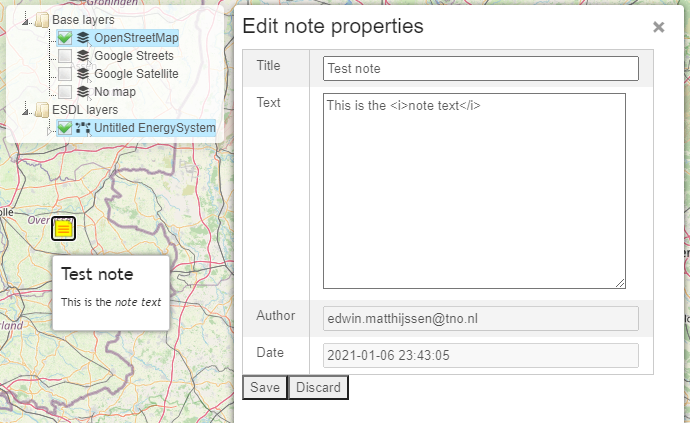 Base layers
OpenStreetMap
Google Streets
Google Satellite
No map
ESDL layers
Untitled EnergySystem
Test note
This is the note text
Edit note properties
×
Title
Test note
Text
This is the <i>note text</i>
Author
edwin.matthijssen@tno.nl
Date
2021-01-06 23:43:05
Save
Discard